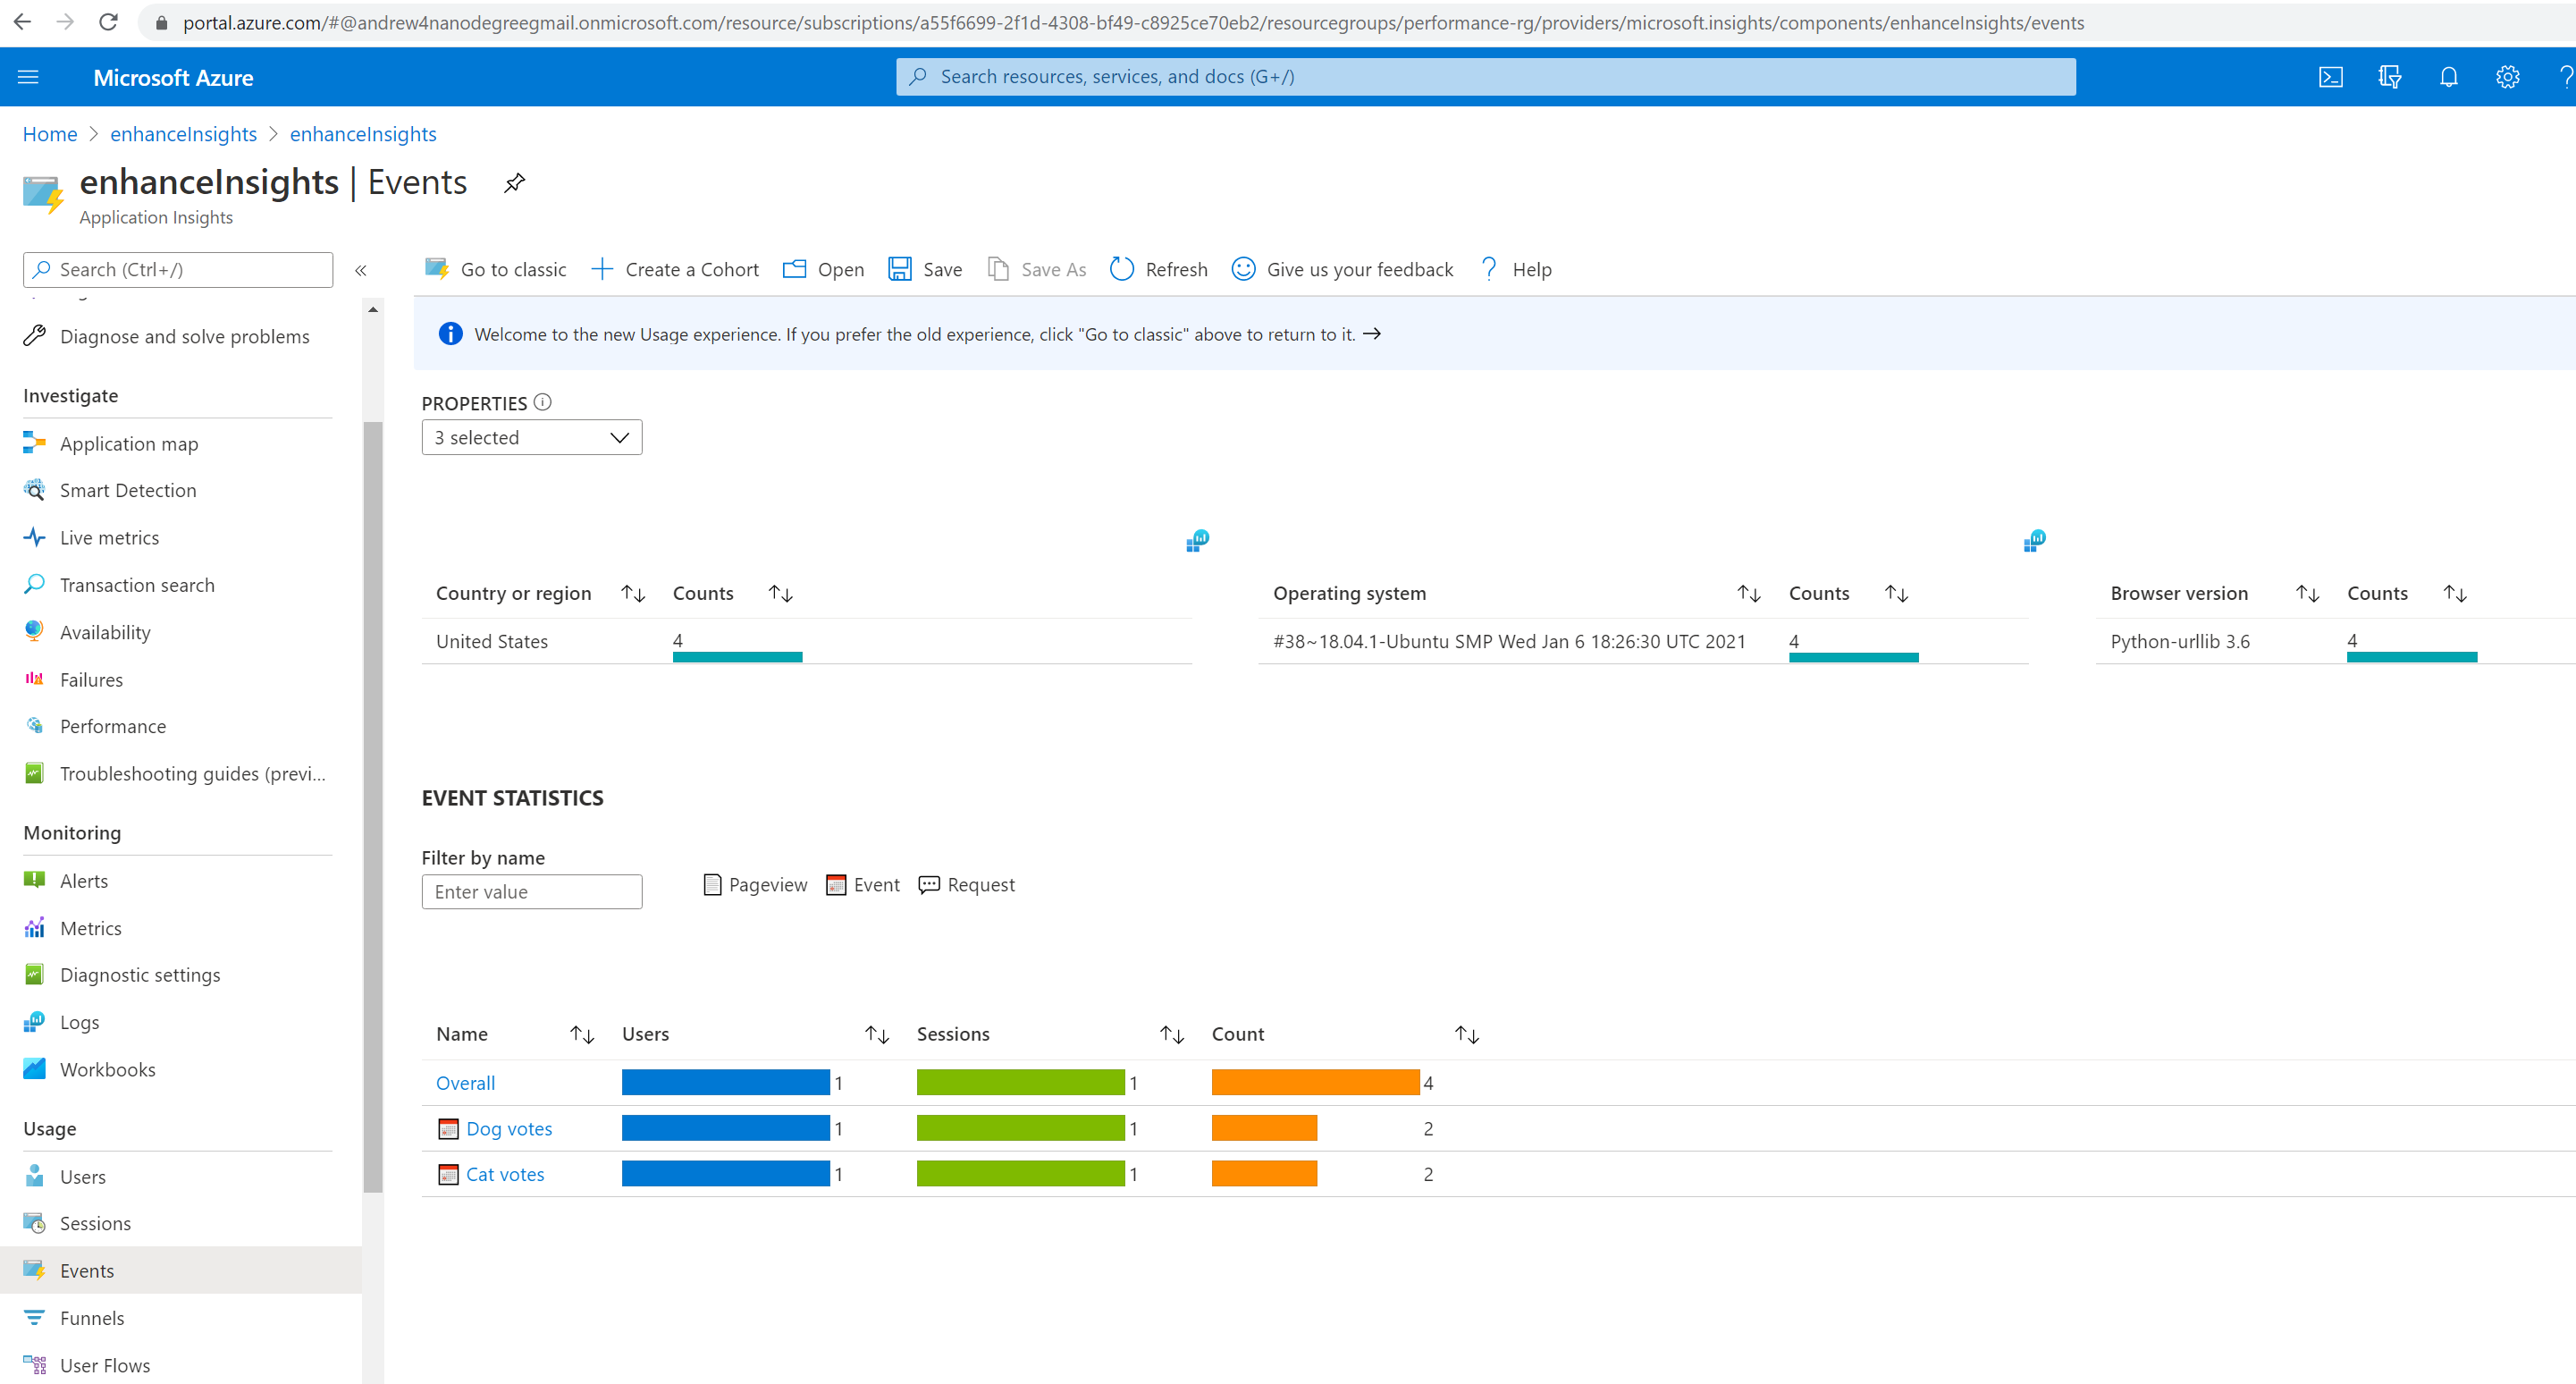 portal.azure.com/#@andrew4nanodegreegmail.onmicrosoft.com/resource/subscriptions/a55f6699-2f1d-4308-bf49-c8925ce70eb2/resourcegroups/performance-rg/providers/microsoft.insights/components/enhanceInsights/events
Microsoft Azure
Search resources, services, and docs (G+/)
Home > enhanceInsights > enhanceInsights
enhanceInsights | Events
Application Insights
Search (Ctrl+/)
«
Go to classic
Create a Cohort
Open
Save
Save As
Refresh
Give us your feedback
? Help
Welcome to the new Usage experience. If you prefer the old experience, click "Go to classic" above to return to it. →
Diagnose and solve problems
Investigate
Application map
Smart Detection
Live metrics
Transaction search
Availability
Failures
Performance
Troubleshooting guides (previ...
Monitoring
Alerts
Metrics
Diagnostic settings
Logs
Workbooks
Usage
Users
Sessions
Events
Funnels
User Flows
PROPERTIES
3 selected
Country or region ↑↓ Counts ↑↓
United States 4
Operating system ↑↓ Counts ↑↓
#38~18.04.1-Ubuntu SMP Wed Jan 6 18:26:30 UTC 2021 4
Browser version ↑↓ Counts ↑↓
Python-urllib 3.6 4
EVENT STATISTICS
Filter by name
Enter value
Pageview Event Request
Name ↑↓ Users ↑↓ Sessions ↑↓ Count ↑↓
Overall 1 1 4
Dog votes 1 1 2
Cat votes 1 1 2